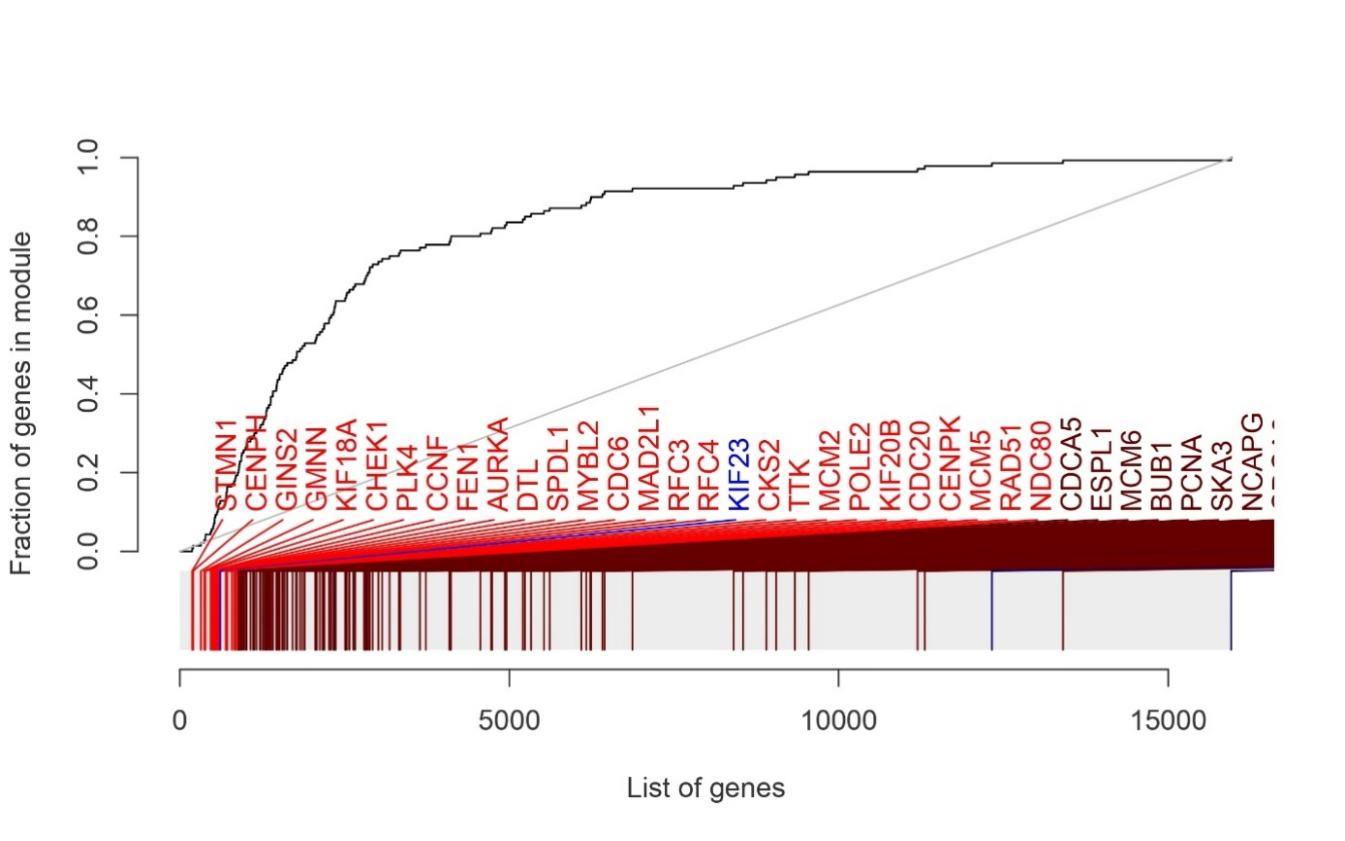 Fraction of genes in module
1.0
0.8
0.6
0.4
0.2
0.0
STMN1
CENPH
GINS2
GMNN
KIF18A
CHEK1
PLK4
CCNF
FEN1
AURKA
DTL
SPDL1
MYBL2
CDC6
MAD2L1
RFC3
RFC4
KIF23
CKS2
TTK
MCM2
POLE2
KIF20B
CDC20
CENPK
MCM5
RAD51
NDC80
CDCA5
ESPL1
MCM6
BUB1
PCNA
SKA3
NCAPG
0 5000 10000 15000
List of genes